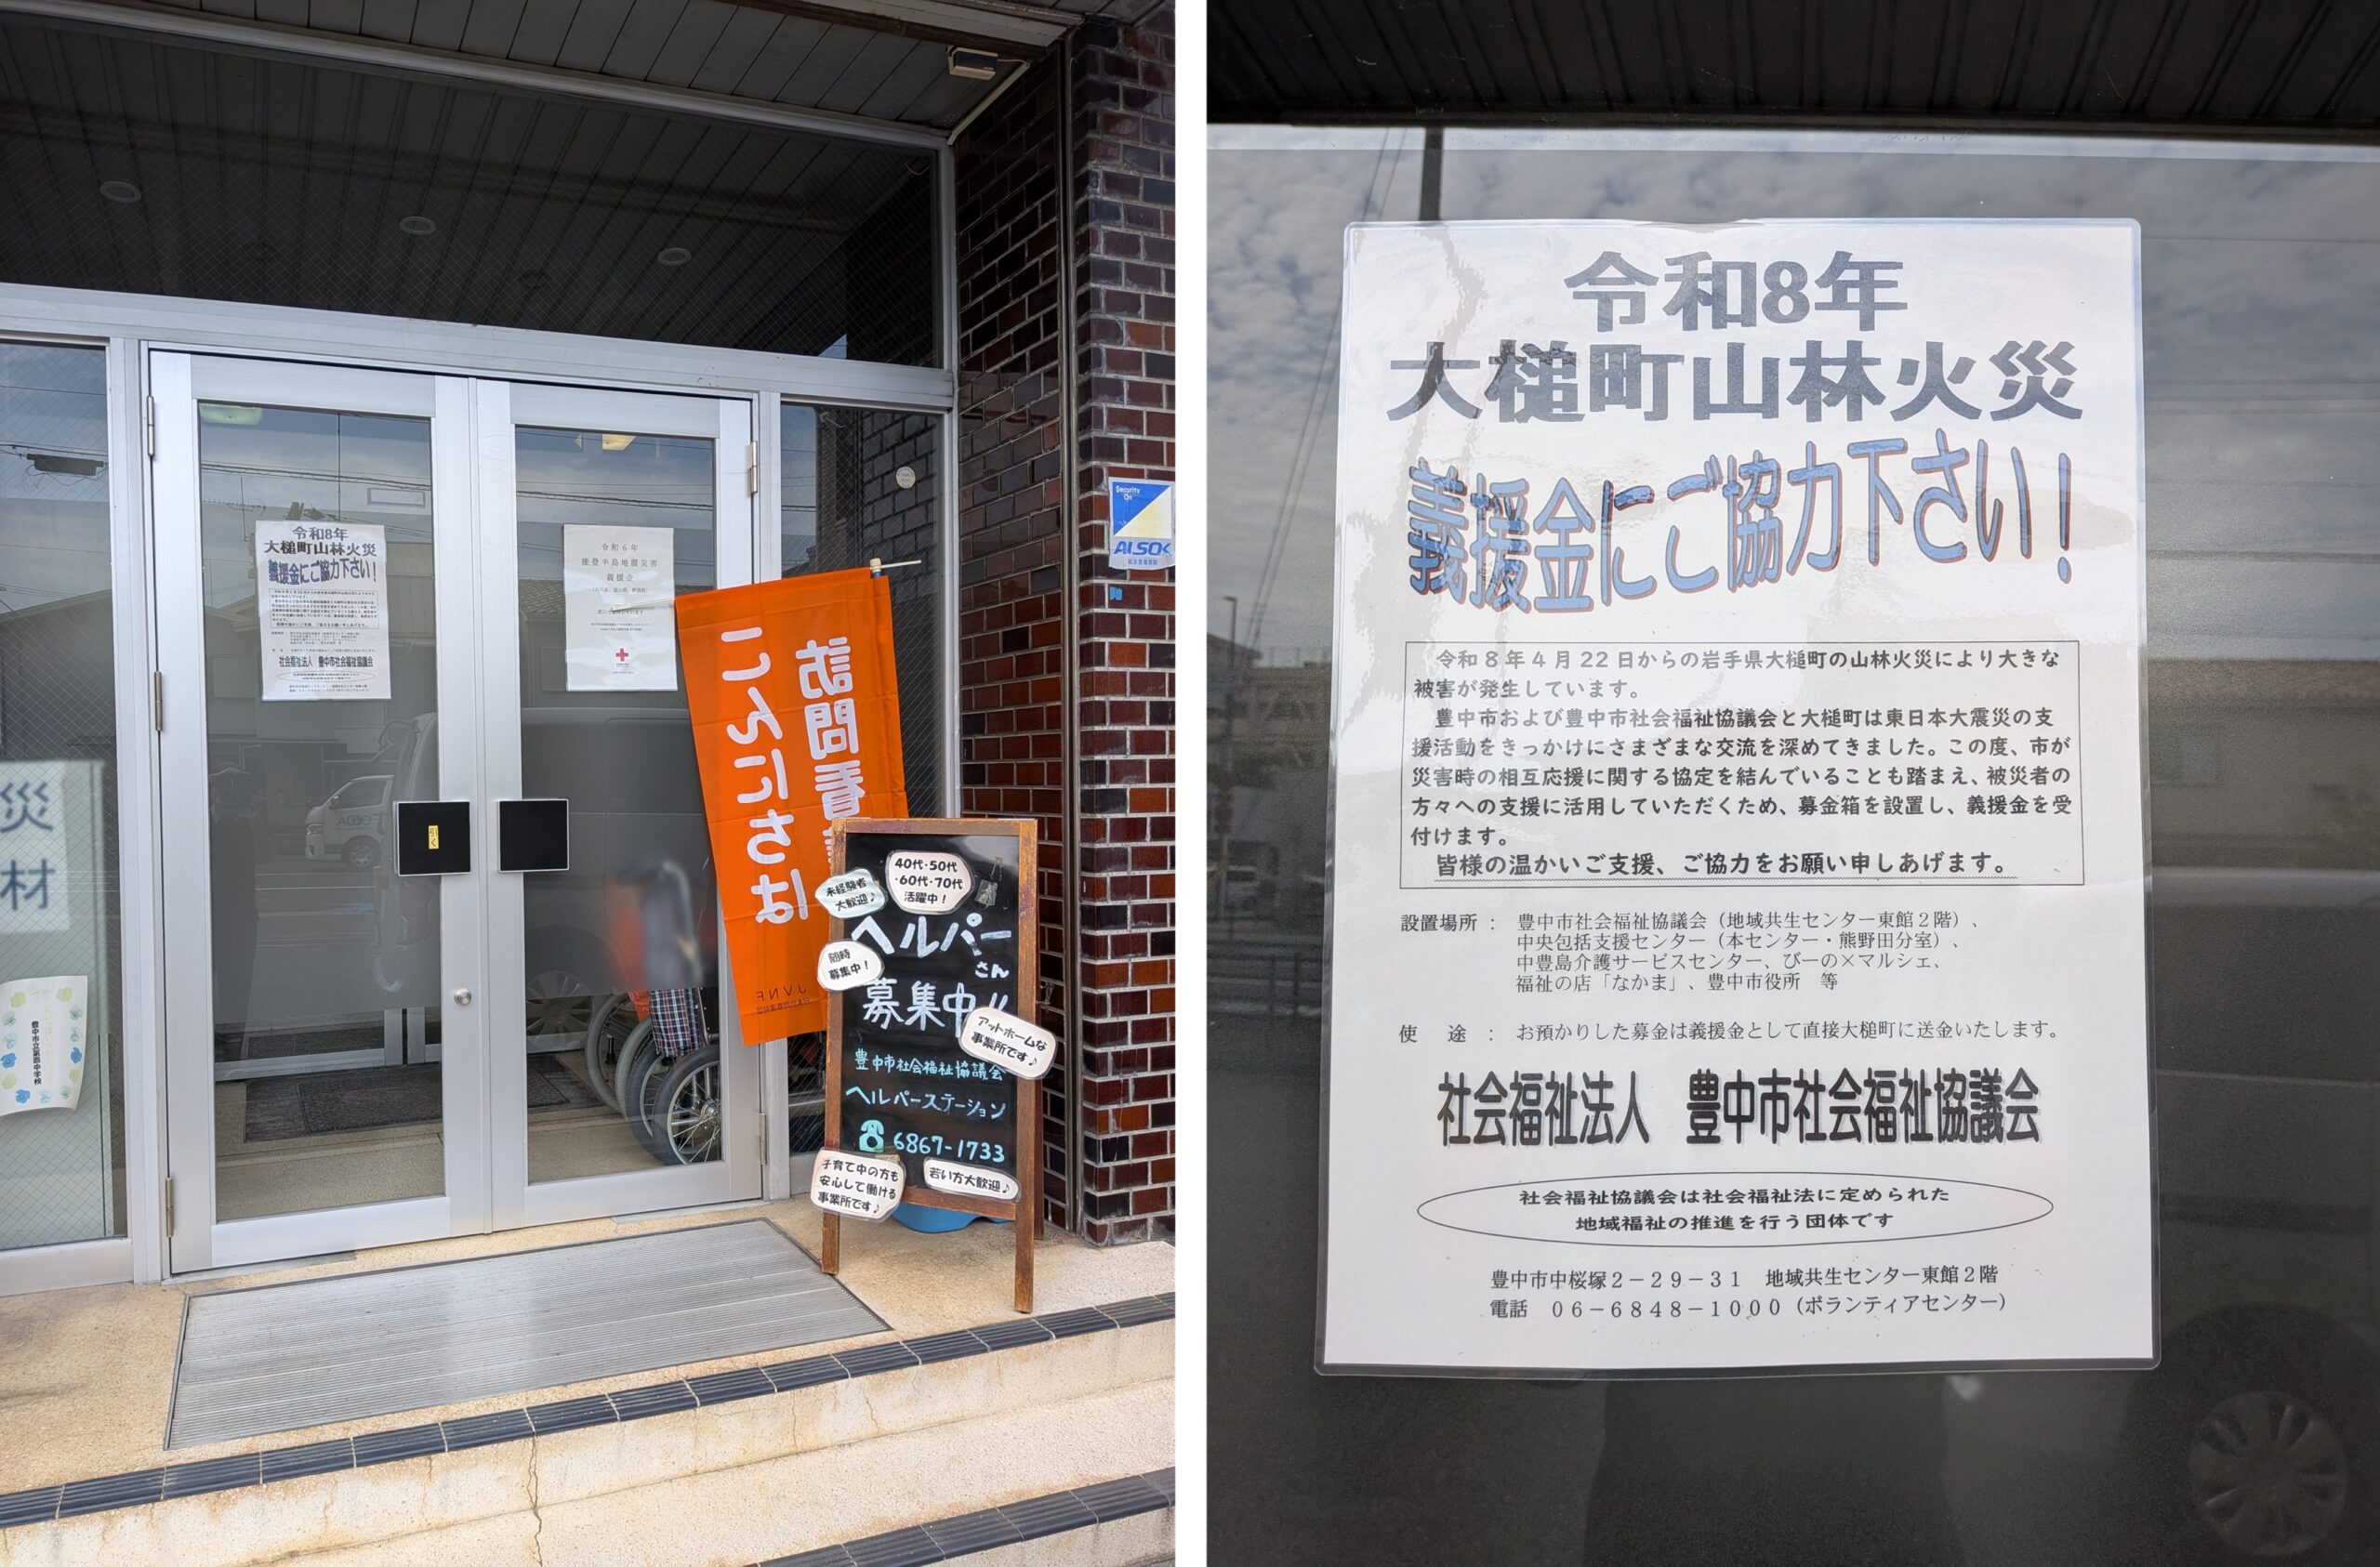 令和8年
大槌町山林火災
義援金にご協力下さい!
社会福祉法人 豊中市社会福祉協議会
令和6年
能登半島地震災害
義援金
引く
災
材
豊中市立第四中学校
Security
On
ALSOK
訪問看
こんにちは
JVNF
40代・50代
・60代・70代
活躍中!
未経験者
大歓迎♪
ヘルパー
さん
随時
募集中!
募集中!!
アットホームな
事業所です♪
豊中市社会福祉協議会
ヘルパーステーション
☎6867-1733
子育て中の方も
安心して働ける
事業所です♪
若い方大歓迎♪
令和8年
大槌町山林火災
義援金にご協力下さい!
令和8年4月22日からの岩手県大槌町の山林火災により大きな
被害が発生しています。
豊中市および豊中市社会福祉協議会と大槌町は東日本大震災の支
援活動をきっかけにさまざまな交流を深めてきました。この度、市が
災害時の相互応援に関する協定を結んでいることも踏まえ、被災者の
方々への支援に活用していただくため、募金箱を設置し、義援金を受
付けます。
皆様の温かいご支援、ご協力をお願い申しあげます。
設置場所 : 豊中市社会福祉協議会(地域共生センター東館2階)、
中央包括支援センター(本センター・熊野田分室)、
中豊島介護サービスセンター、びーの×マルシェ、
福祉の店「なかま」、豊中市役所 等
使 途 : お預かりした募金は義援金として直接大槌町に送金いたします。
社会福祉法人 豊中市社会福祉協議会
社会福祉協議会は社会福祉法に定められた
地域福祉の推進を行う団体です
豊中市中桜塚2-29-31 地域共生センター東館2階
電話 06-6848-1000(ボランティアセンター)